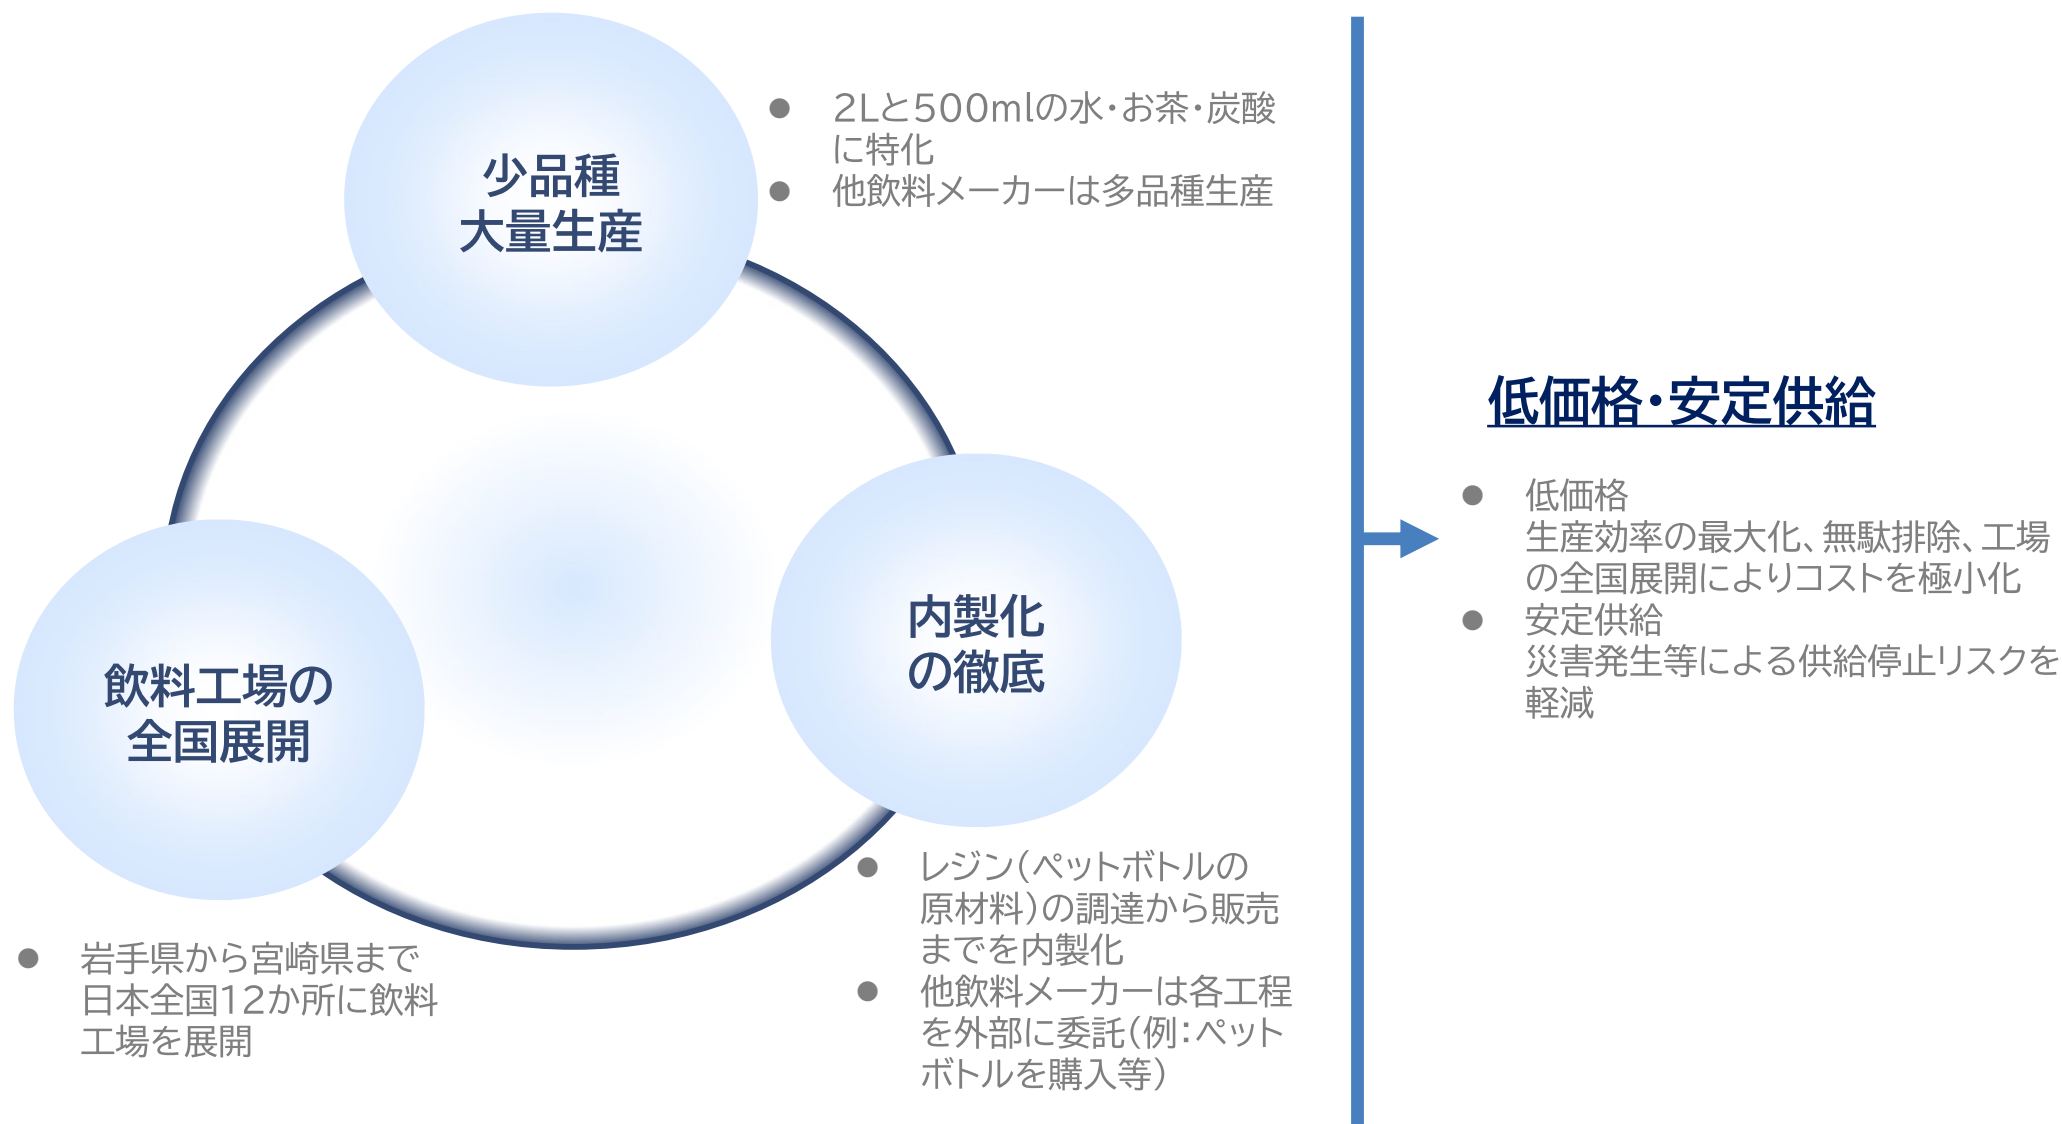 少品種
大量生産
● 2Lと500mlの水・お茶・炭酸
に特化
● 他飲料メーカーは多品種生産
内製化
の徹底
● レジン（ペットボトルの
原材料）の調達から販売
までを内製化
● 他飲料メーカーは各工程
を外部に委託（例：ペット
ボトルを購入等）
飲料工場の
全国展開
● 岩手県から宮崎県まで
日本全国12か所に飲料
工場を展開
低価格・安定供給
● 低価格
生産効率の最大化、無駄排除、工場
の全国展開によりコストを極小化
● 安定供給
災害発生等による供給停止リスクを
軽減